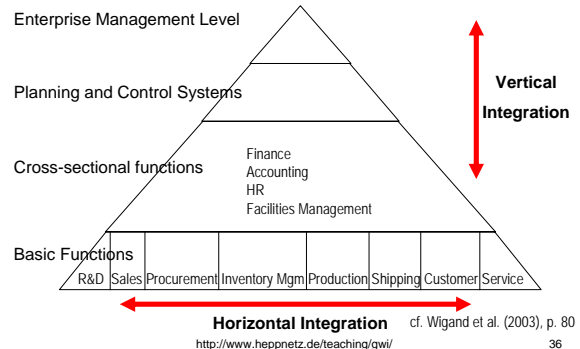 Enterprise Management Level
Planning and Control Systems
Vertical
Integration
Cross-sectional functions
Finance
Accounting
HR
Facilities Management
Basic Functions
R&D Sales Procurement Inventory Mgm Production Shipping Customer Service
Horizontal Integration cf. Wigand et al. (2003), p. 80
http://www.heppnetz.de/teaching/gwi/ 36